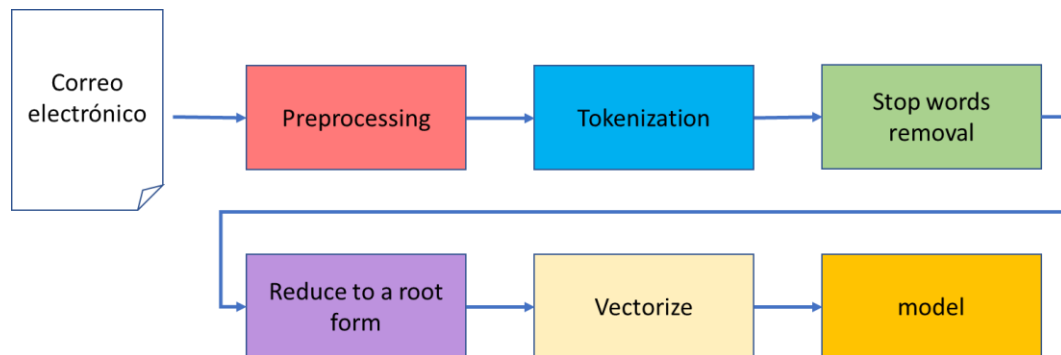 Correo
electrónico
Preprocessing
Tokenization
Stop words
removal
Reduce to a root
form
Vectorize
model